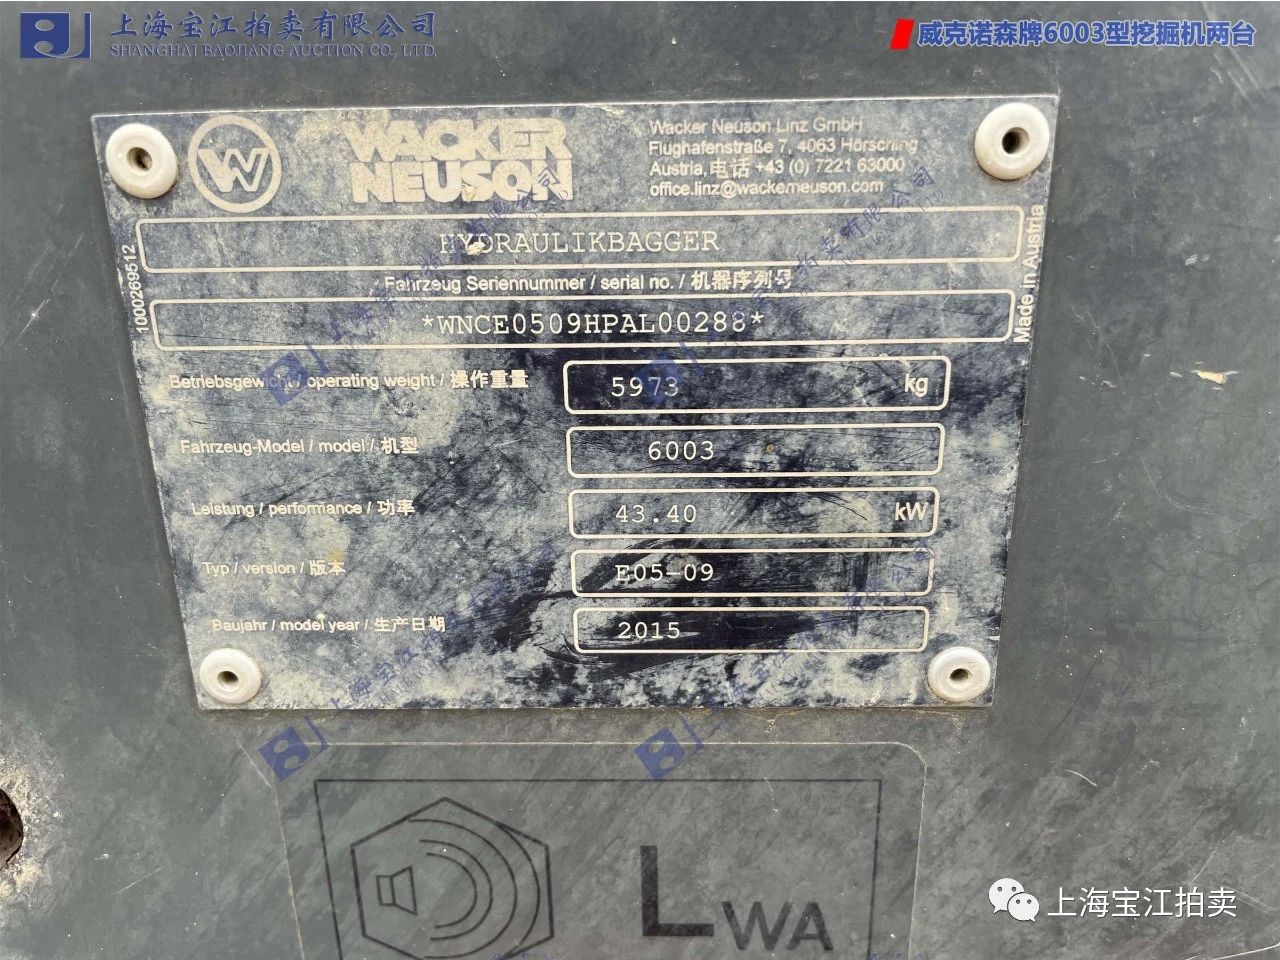 上海宝江拍卖有限公司
SHANGHAI BAOJIANG AUCTION CO., LTD.
威克诺森牌6003型挖掘机两台
WACKER
NEUSON
Wacker Neuson Linz GmbH
Flughafenstraße 7, 4063 Hörsching
Austria, 电话 +43 (0) 7221 63000
office.linz@wackerneuson.com
HYDRAULIKBAGGER
Fahrzeug Seriennummer / serial no. / 机器序列号
*WNCE0509HPAL00288*
1000269512
Made in Austria
Betriebsgewicht / operating weight / 操作重量
5973 kg
Fahrzeug-Model / model / 机型
6003
Leistung / performance / 功率
43.40 kW
Typ / version / 版本
E05-09
Baujahr / model year / 生产日期
2015
LWA
上海宝江拍卖